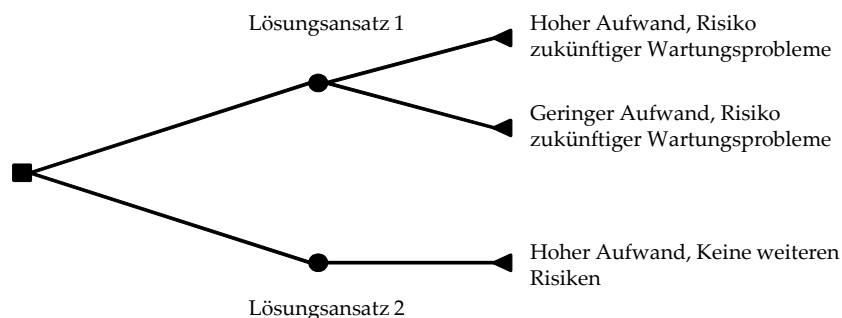 Lösungsansatz 1
Hoher Aufwand, Risiko
zukünftiger Wartungsprobleme
Geringer Aufwand, Risiko
zukünftiger Wartungsprobleme
Hoher Aufwand, Keine weiteren
Risiken
Lösungsansatz 2